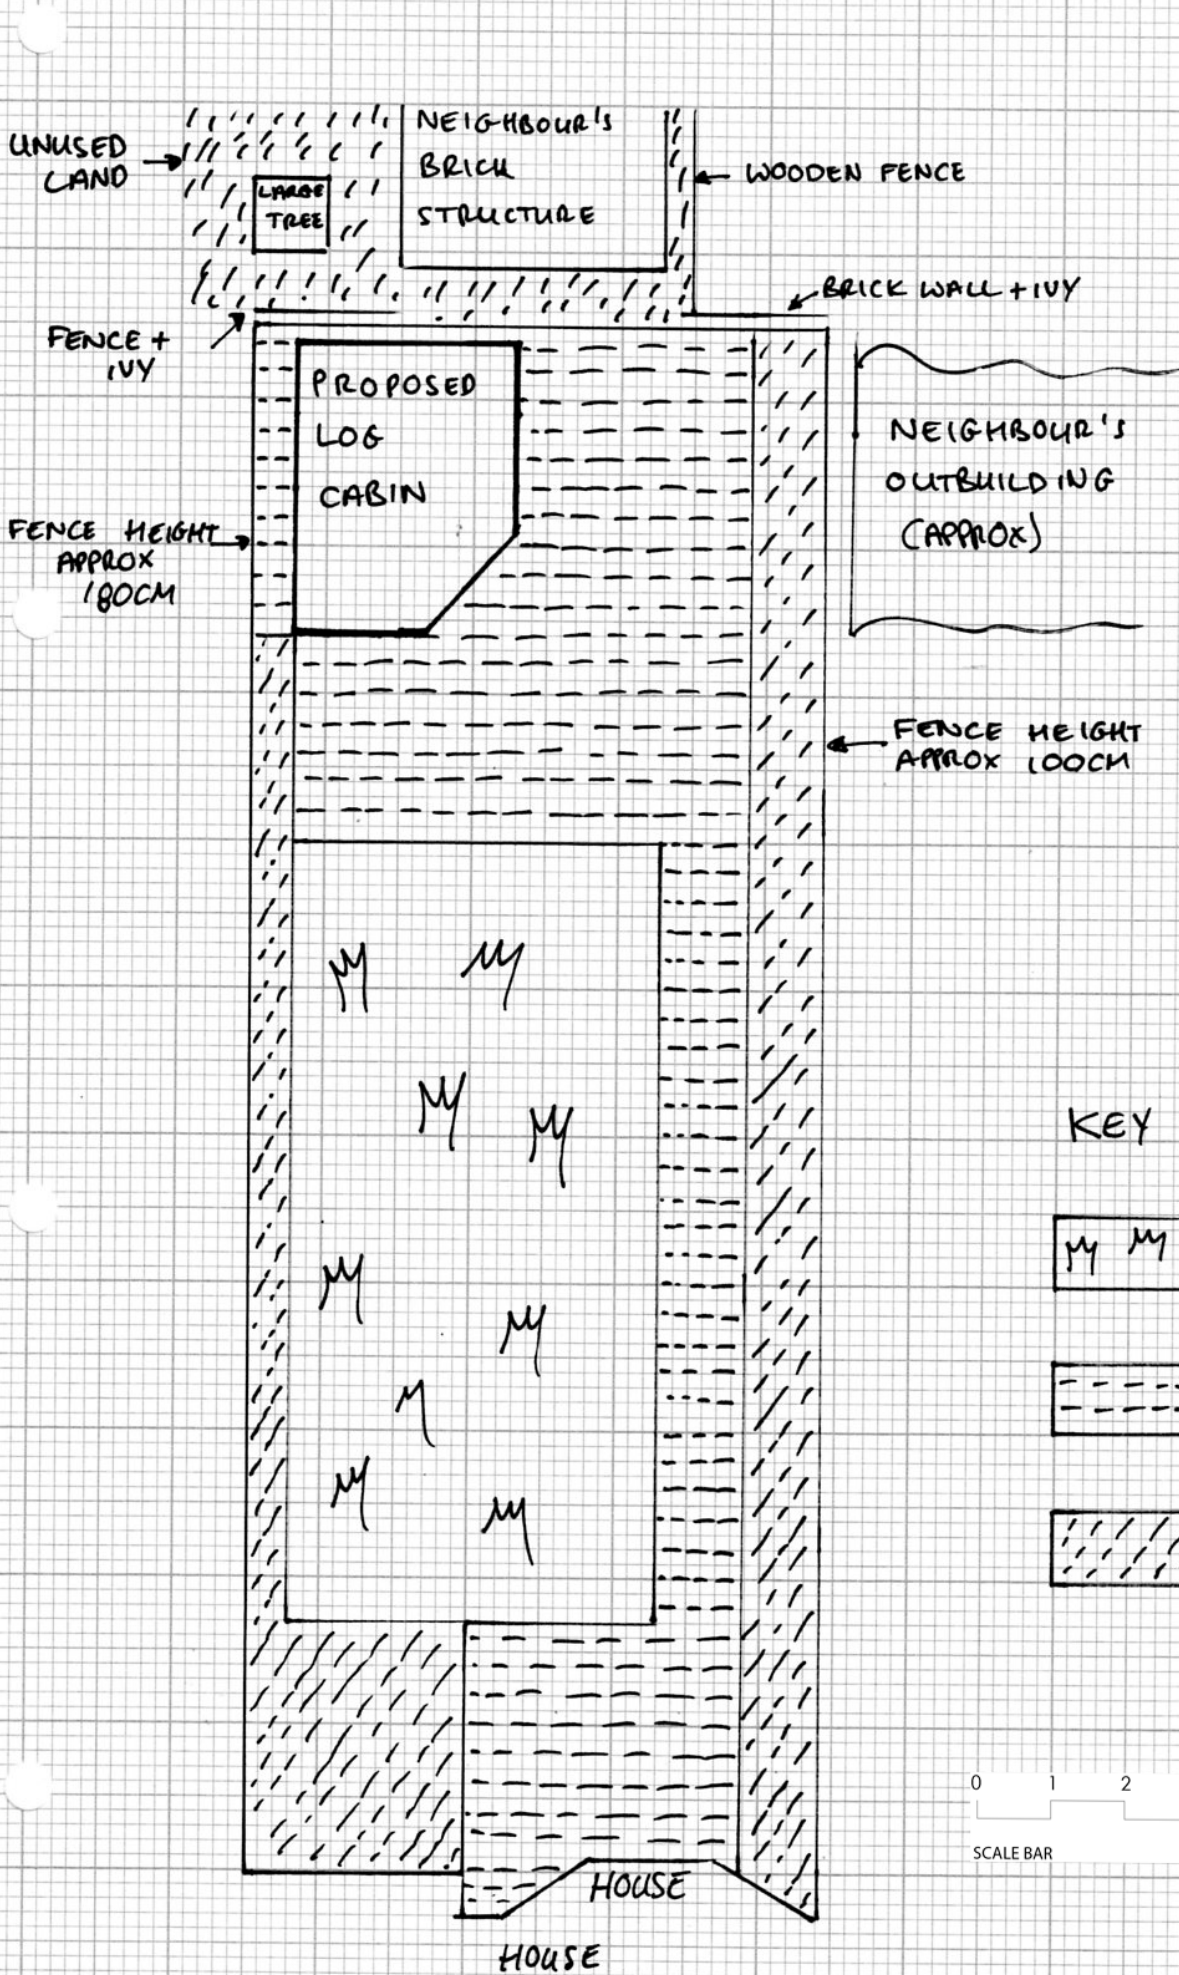 NEIGHBOUR'S
BRICK
STRUCTURE
UNUSED
LAND
LARGE
TREE
WOODEN FENCE
BRICK WALL + IVY
FENCE +
IVY
PROPOSED
LOG
CABIN
NEIGHBOUR'S
OUTBUILDING
(APPROX)
FENCE HEIGHT
APPROX
180CM
FENCE HEIGHT
APPROX 100CM
KEY
0 1 2
SCALE BAR
HOUSE
HOUSE